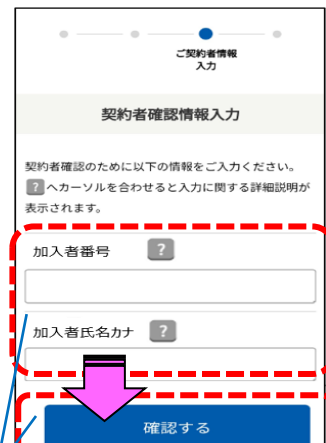 ご契約者情報
入力
契約者確認情報入力
契約者確認のために以下の情報をご入力ください。
? へカーソルを合わせると入力に関する詳細説明が
表示されます。
加入者番号 ?
加入者氏名カナ ?
確認する